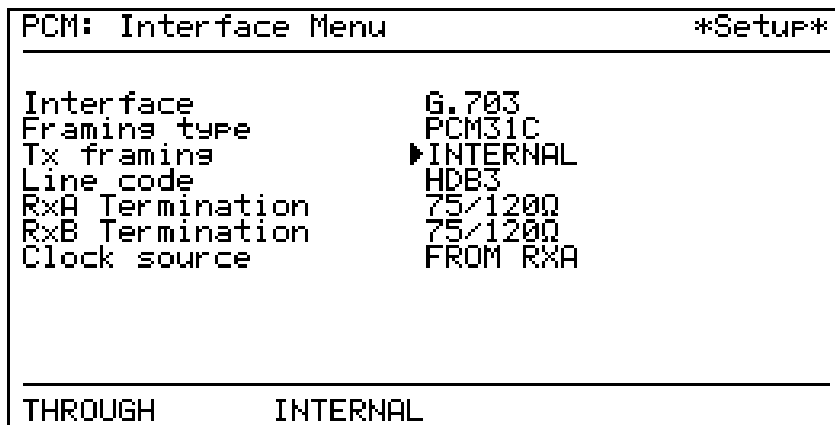 PCM: Interface Menu *Setup*
Interface G.703
Framing type PCM31C
Tx framing ▶INTERNAL
Line code HDB3
RxA Termination 75/120Ω
RxB Termination 75/120Ω
Clock source FROM RXA
THROUGH INTERNAL